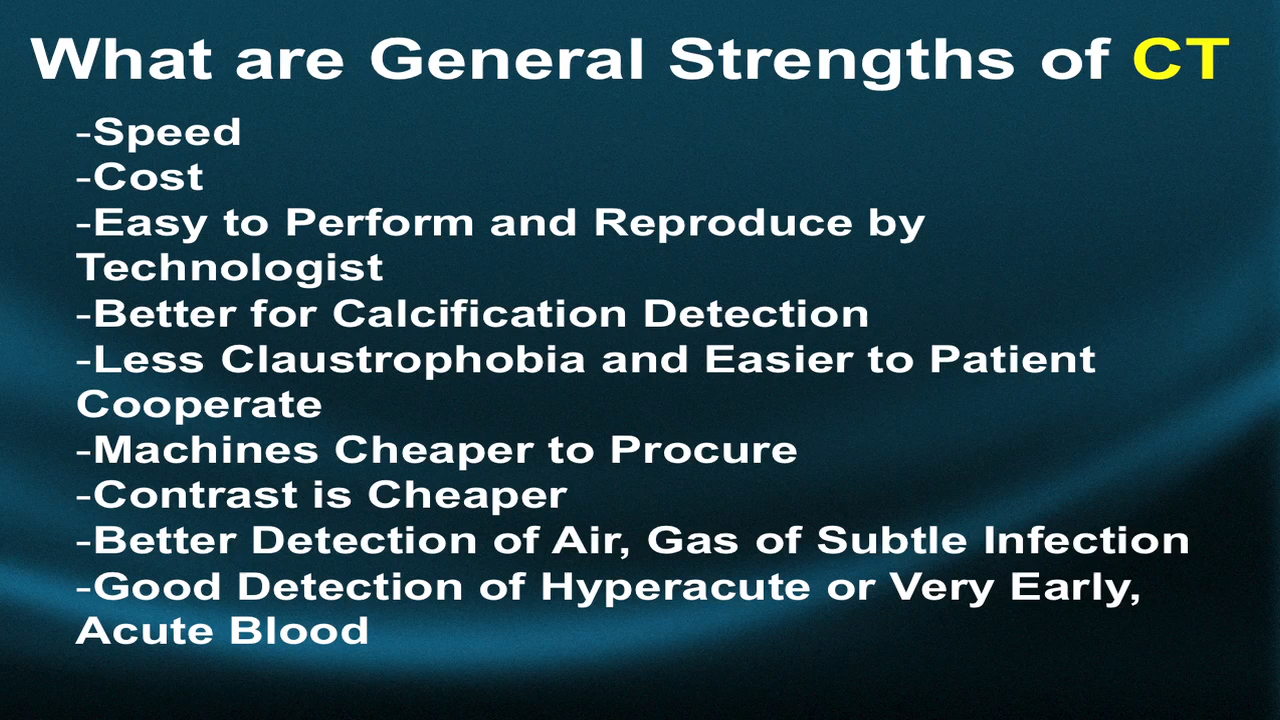 What are General Strengths of CT
-Speed
-Cost
-Easy to Perform and Reproduce by
Technologist
-Better for Calcification Detection
-Less Claustrophobia and Easier to Patient
Cooperate
-Machines Cheaper to Procure
-Contrast is Cheaper
-Better Detection of Air, Gas of Subtle Infection
-Good Detection of Hyperacute or Very Early,
Acute Blood